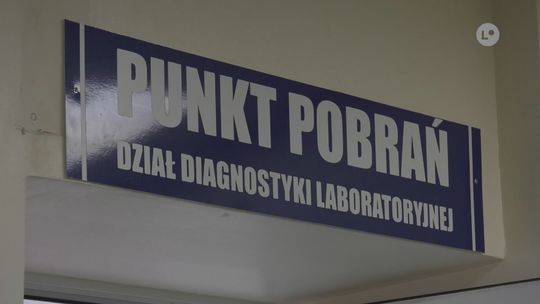 PUNKT POBRAŃ
DZIAŁ DIAGNOSTYKI LABORATORYJNEJ
L